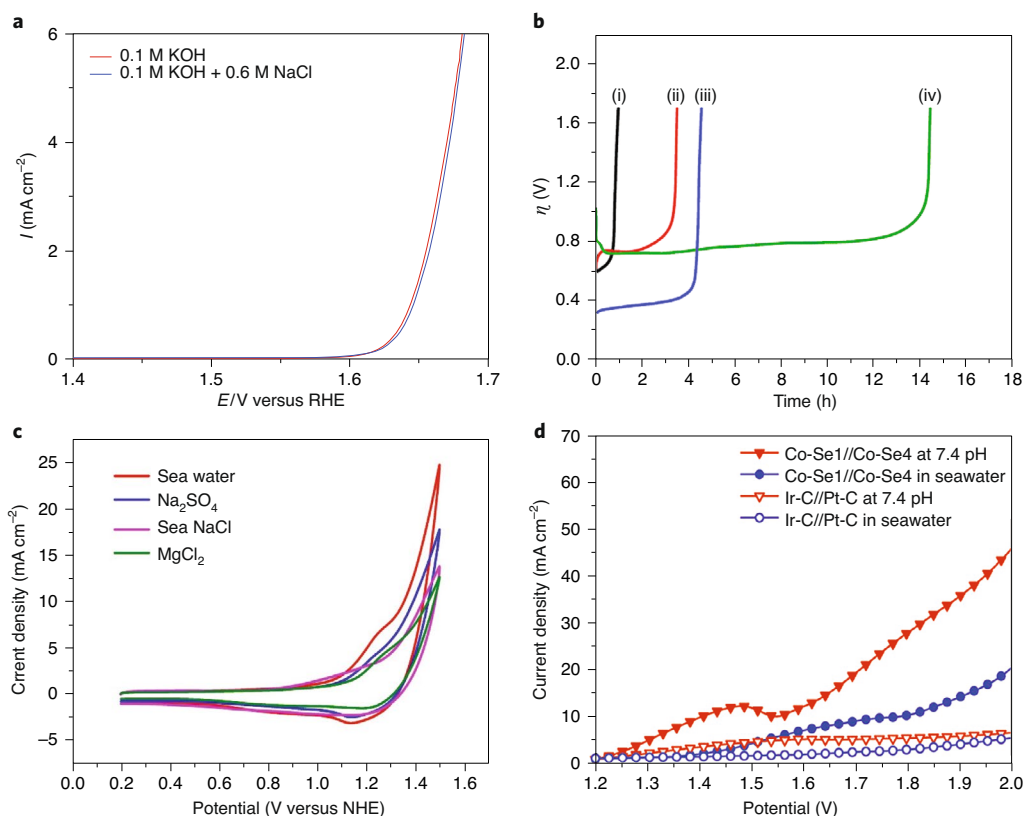 a
6
4
2
0
1.4
1.5
1.6
1.7
I (mA cm⁻²)
E/V versus RHE
0.1 M KOH
0.1 M KOH + 0.6 M NaCl
b
2.0
1.6
1.2
0.8
0.4
0.0
0
2
4
6
8
10
12
14
16
18
η (V)
Time (h)
(i)
(ii)
(iii)
(iv)
c
25
20
15
10
5
0
−5
0.0
0.2
0.4
0.6
0.8
1.0
1.2
1.4
1.6
Crrent density (mA cm⁻²)
Potential (V versus NHE)
Sea water
Na₂SO₄
Sea NaCl
MgCl₂
d
70
60
50
40
30
20
10
0
1.2
1.3
1.4
1.5
1.6
1.7
1.8
1.9
2.0
Current density (mA cm⁻²)
Potential (V)
Co-Se1//Co-Se4 at 7.4 pH
Co-Se1//Co-Se4 in seawater
Ir-C//Pt-C at 7.4 pH
Ir-C//Pt-C in seawater